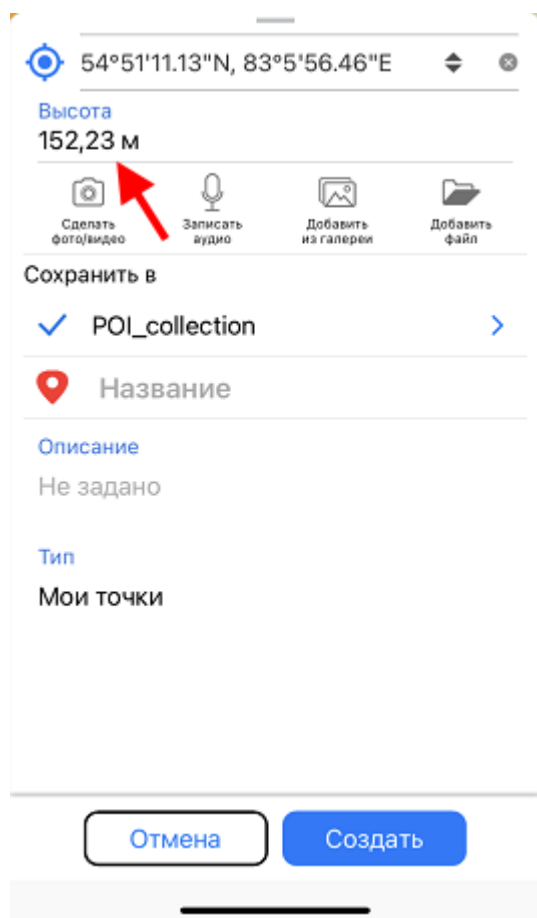 54°51'11.13"N, 83°5'56.46"E
Высота
152,23 м
Сделать
фото/видео
Записать
аудио
Добавить
из галереи
Добавить
файл
Сохранить в
POI_collection
Название
Описание
Не задано
Тип
Мои точки
Отмена
Создать